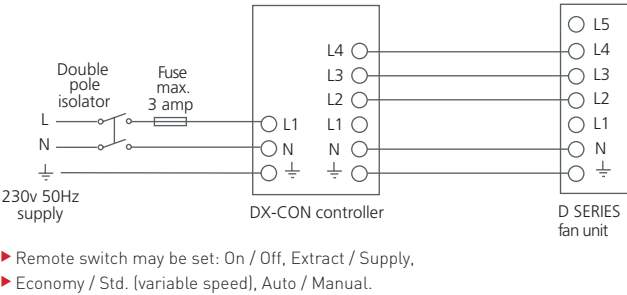 L5
L4 L4
L3 L3
Double pole isolator
Fuse max. 3 amp
L2 L2
L L1 L1 L1
N N N N
230v 50Hz supply
DX-CON controller
D SERIES fan unit
Remote switch may be set: On / Off, Extract / Supply,
Economy / Std. (variable speed), Auto / Manual.